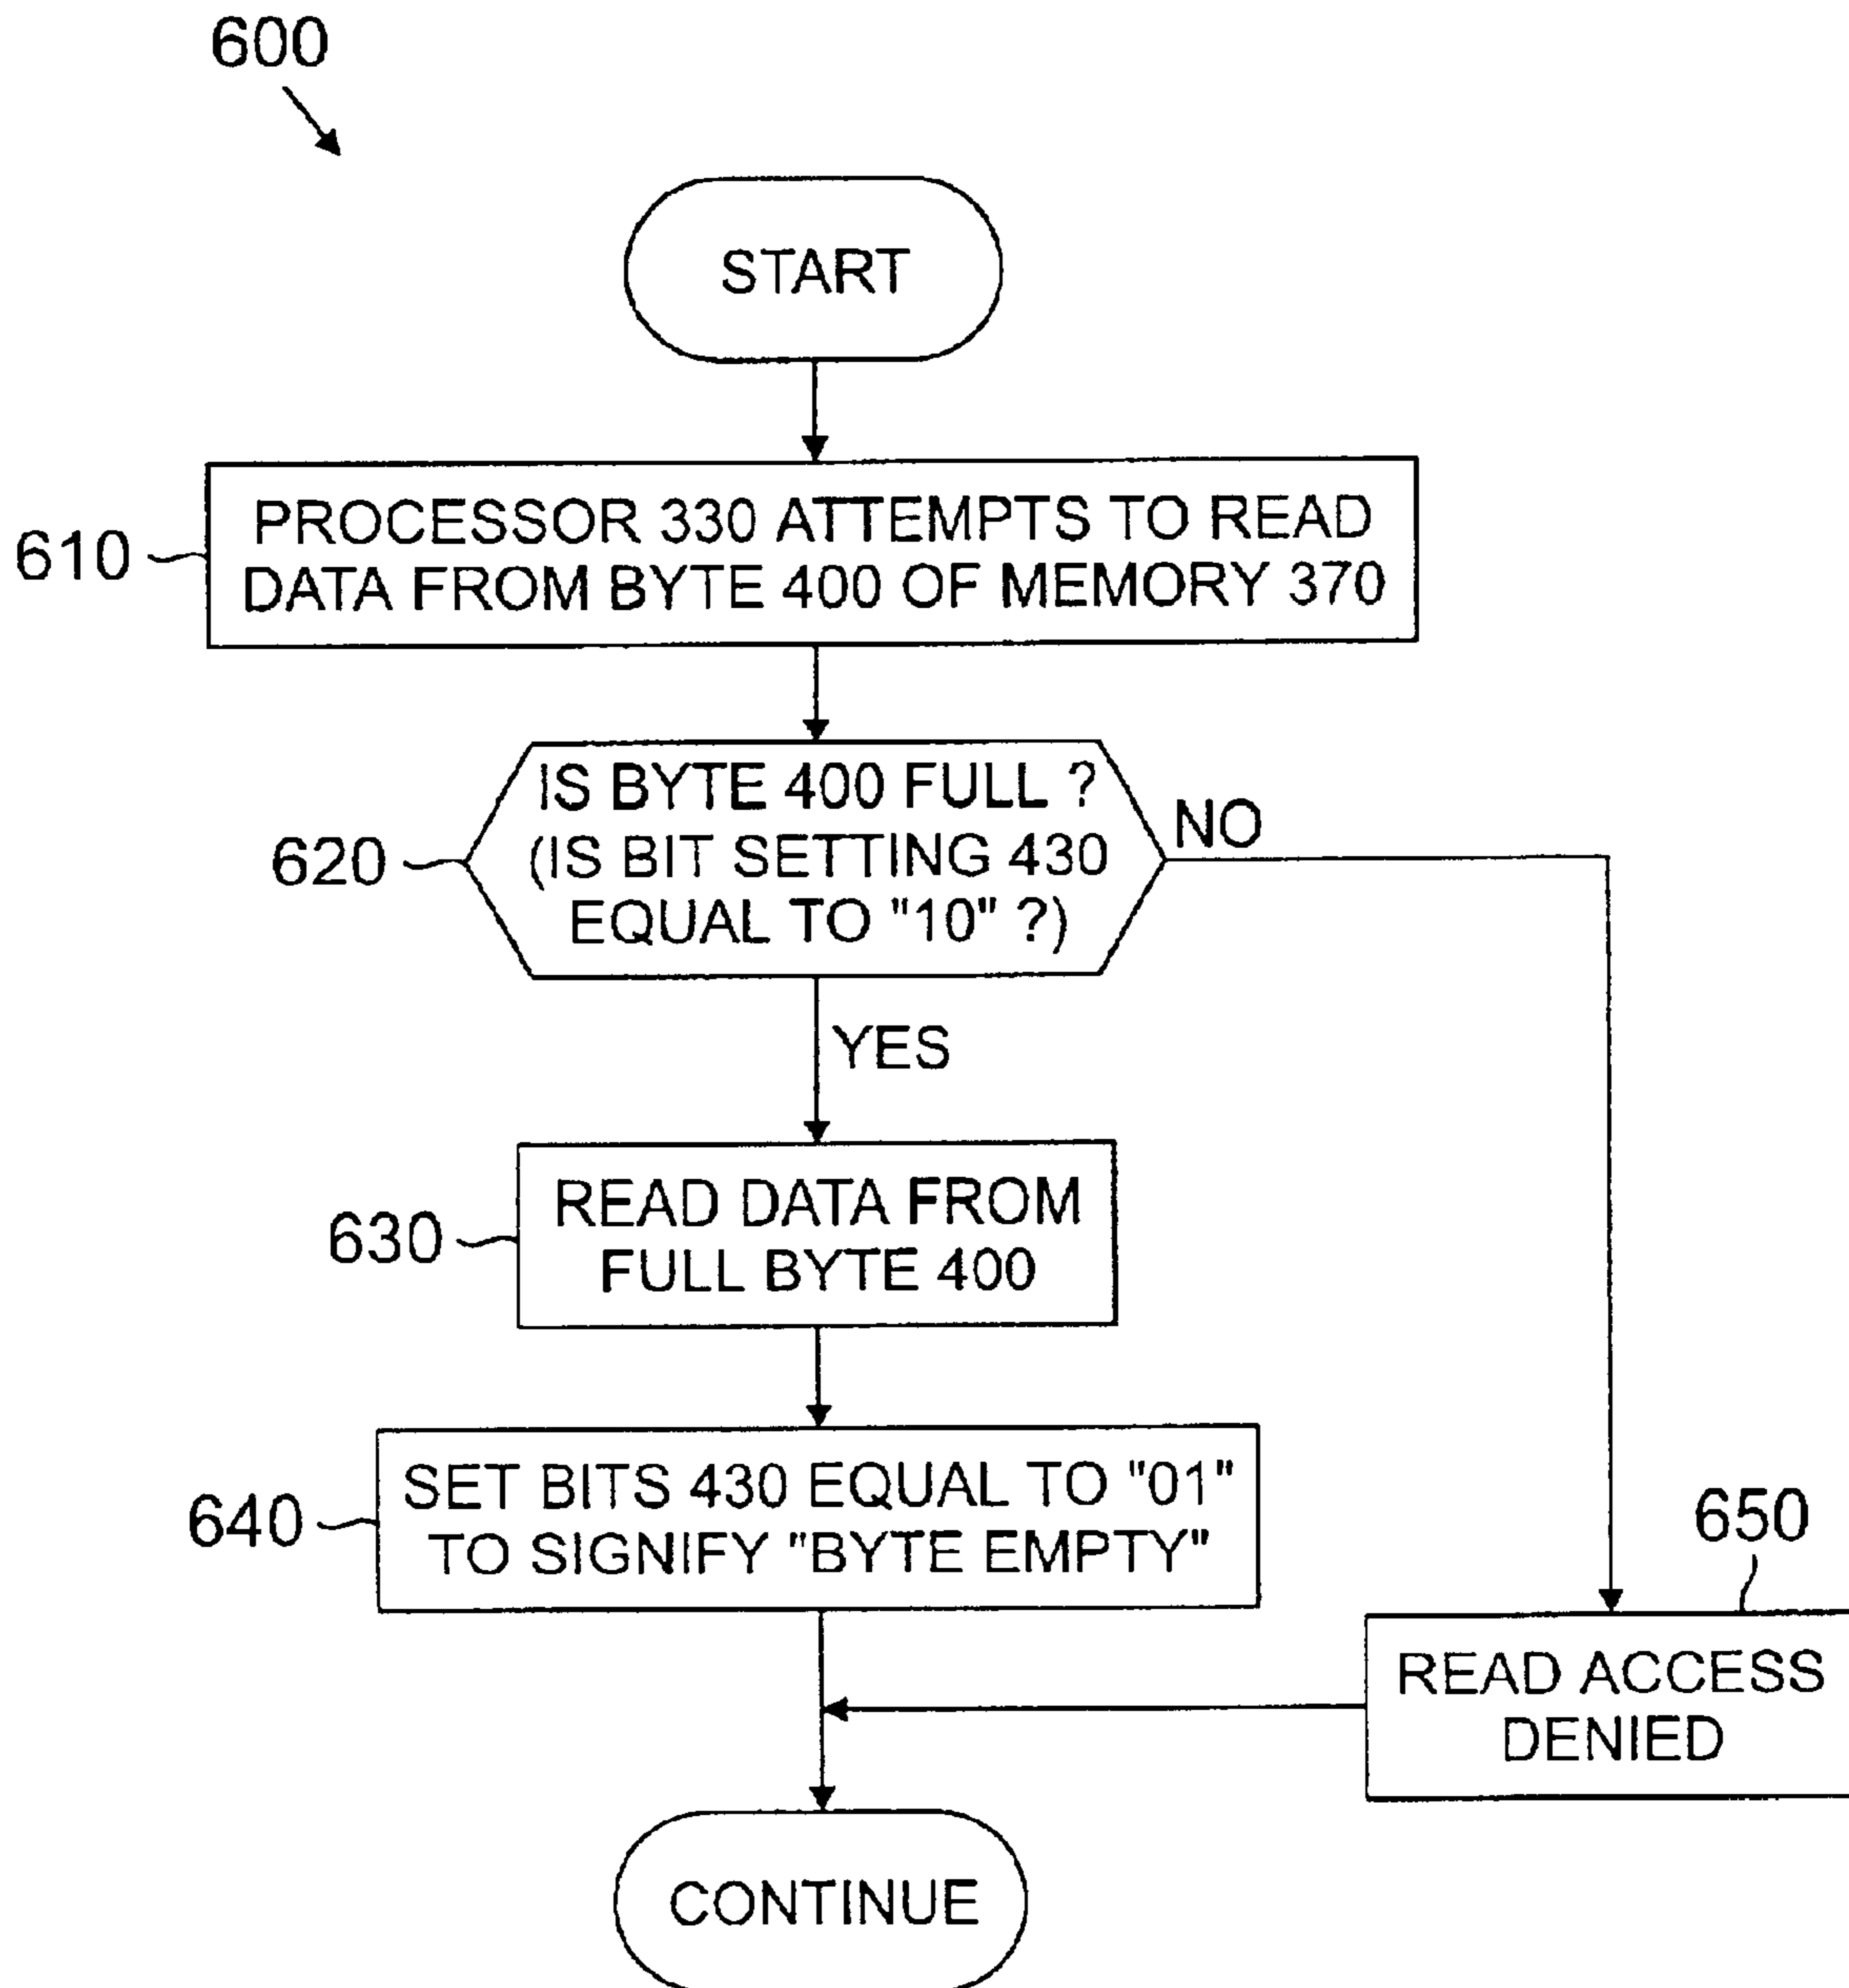 600
START
610
PROCESSOR 330 ATTEMPTS TO READ
DATA FROM BYTE 400 OF MEMORY 370
620
IS BYTE 400 FULL ?
(IS BIT SETTING 430
EQUAL TO "10" ?)
NO
YES
630
READ DATA FROM
FULL BYTE 400
640
SET BITS 430 EQUAL TO "01"
TO SIGNIFY "BYTE EMPTY"
650
READ ACCESS
DENIED
CONTINUE